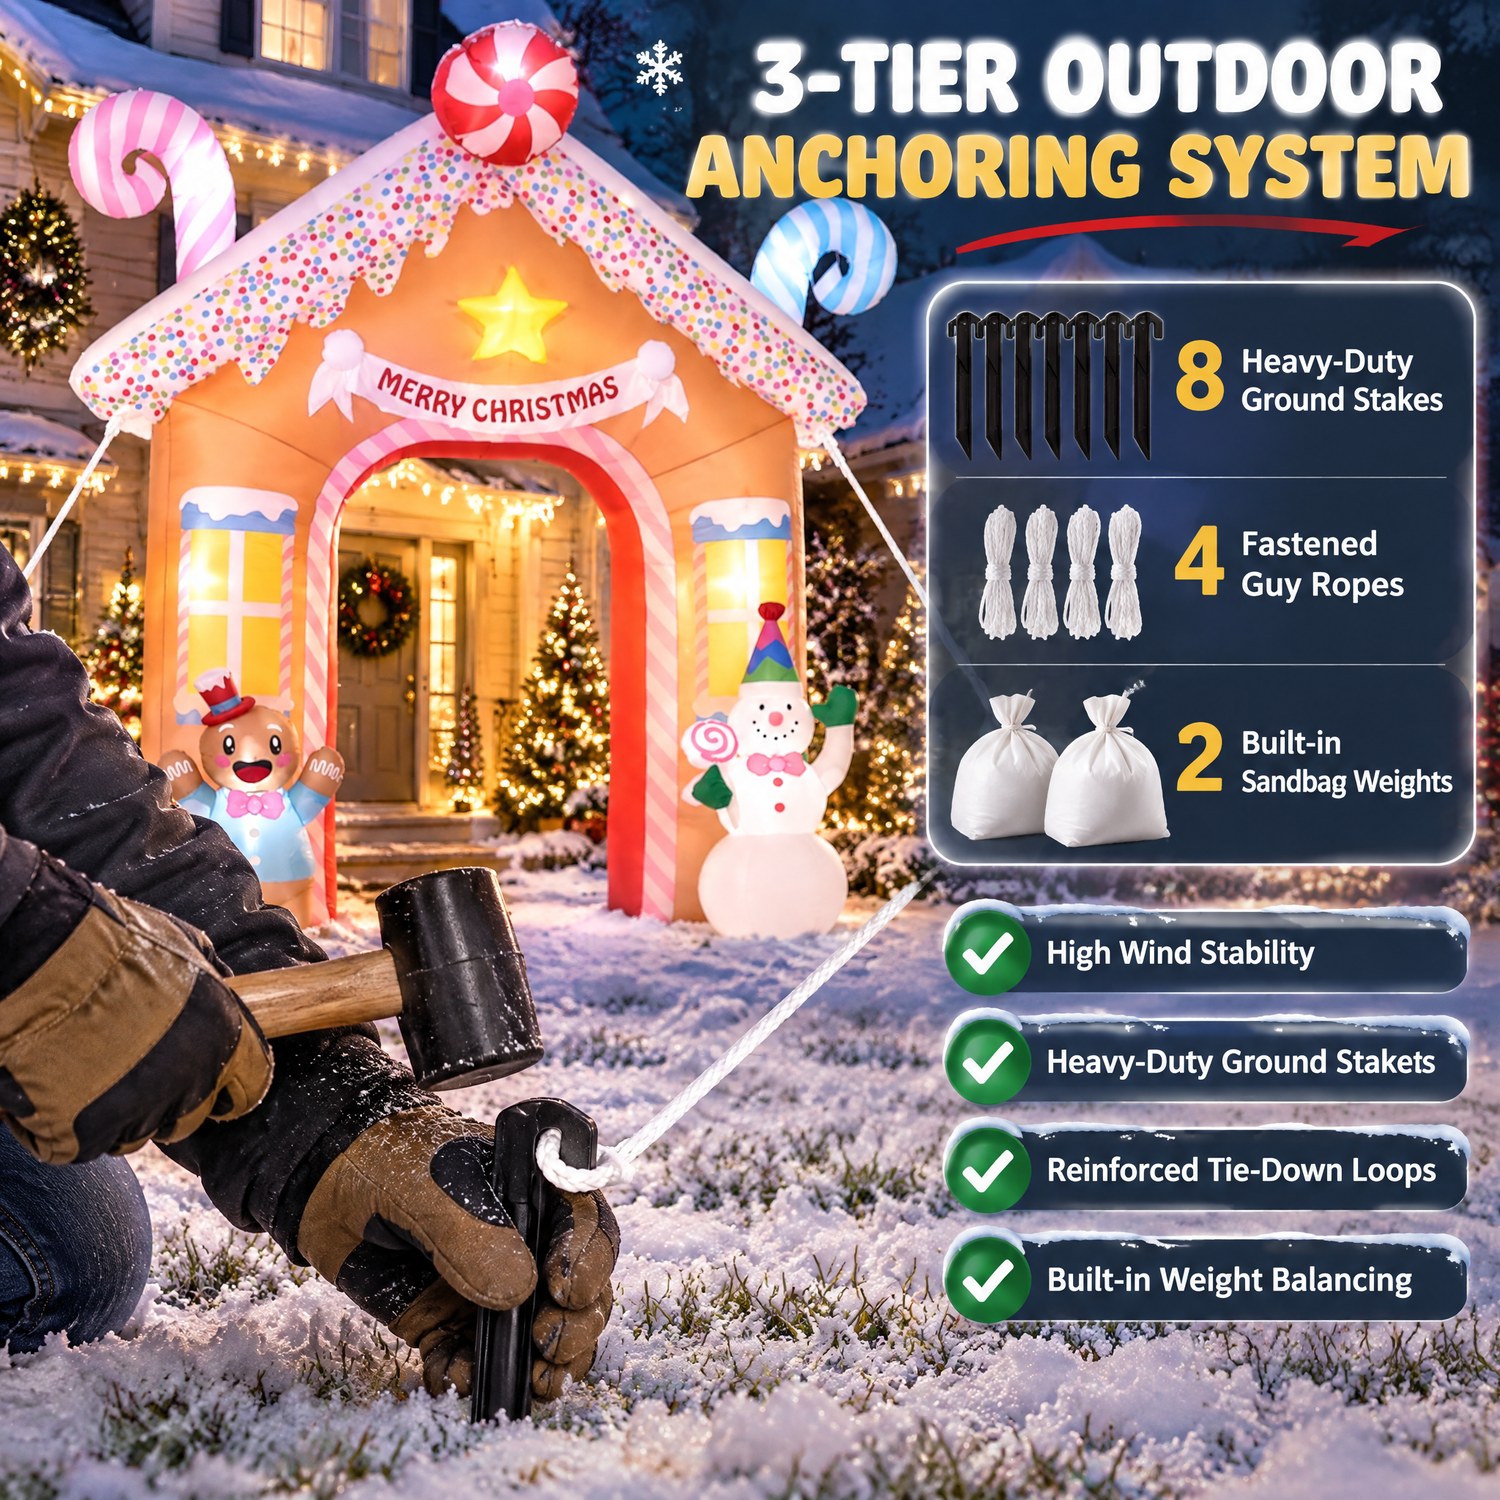 3-TIER OUTDOOR
ANCHORING SYSTEM
MERRY CHRISTMAS
8 Heavy-Duty
Ground Stakes
4 Fastened
Guy Ropes
2 Built-in
Sandbag Weights
High Wind Stability
Heavy-Duty Ground Stakets
Reinforced Tie-Down Loops
Built-in Weight Balancing